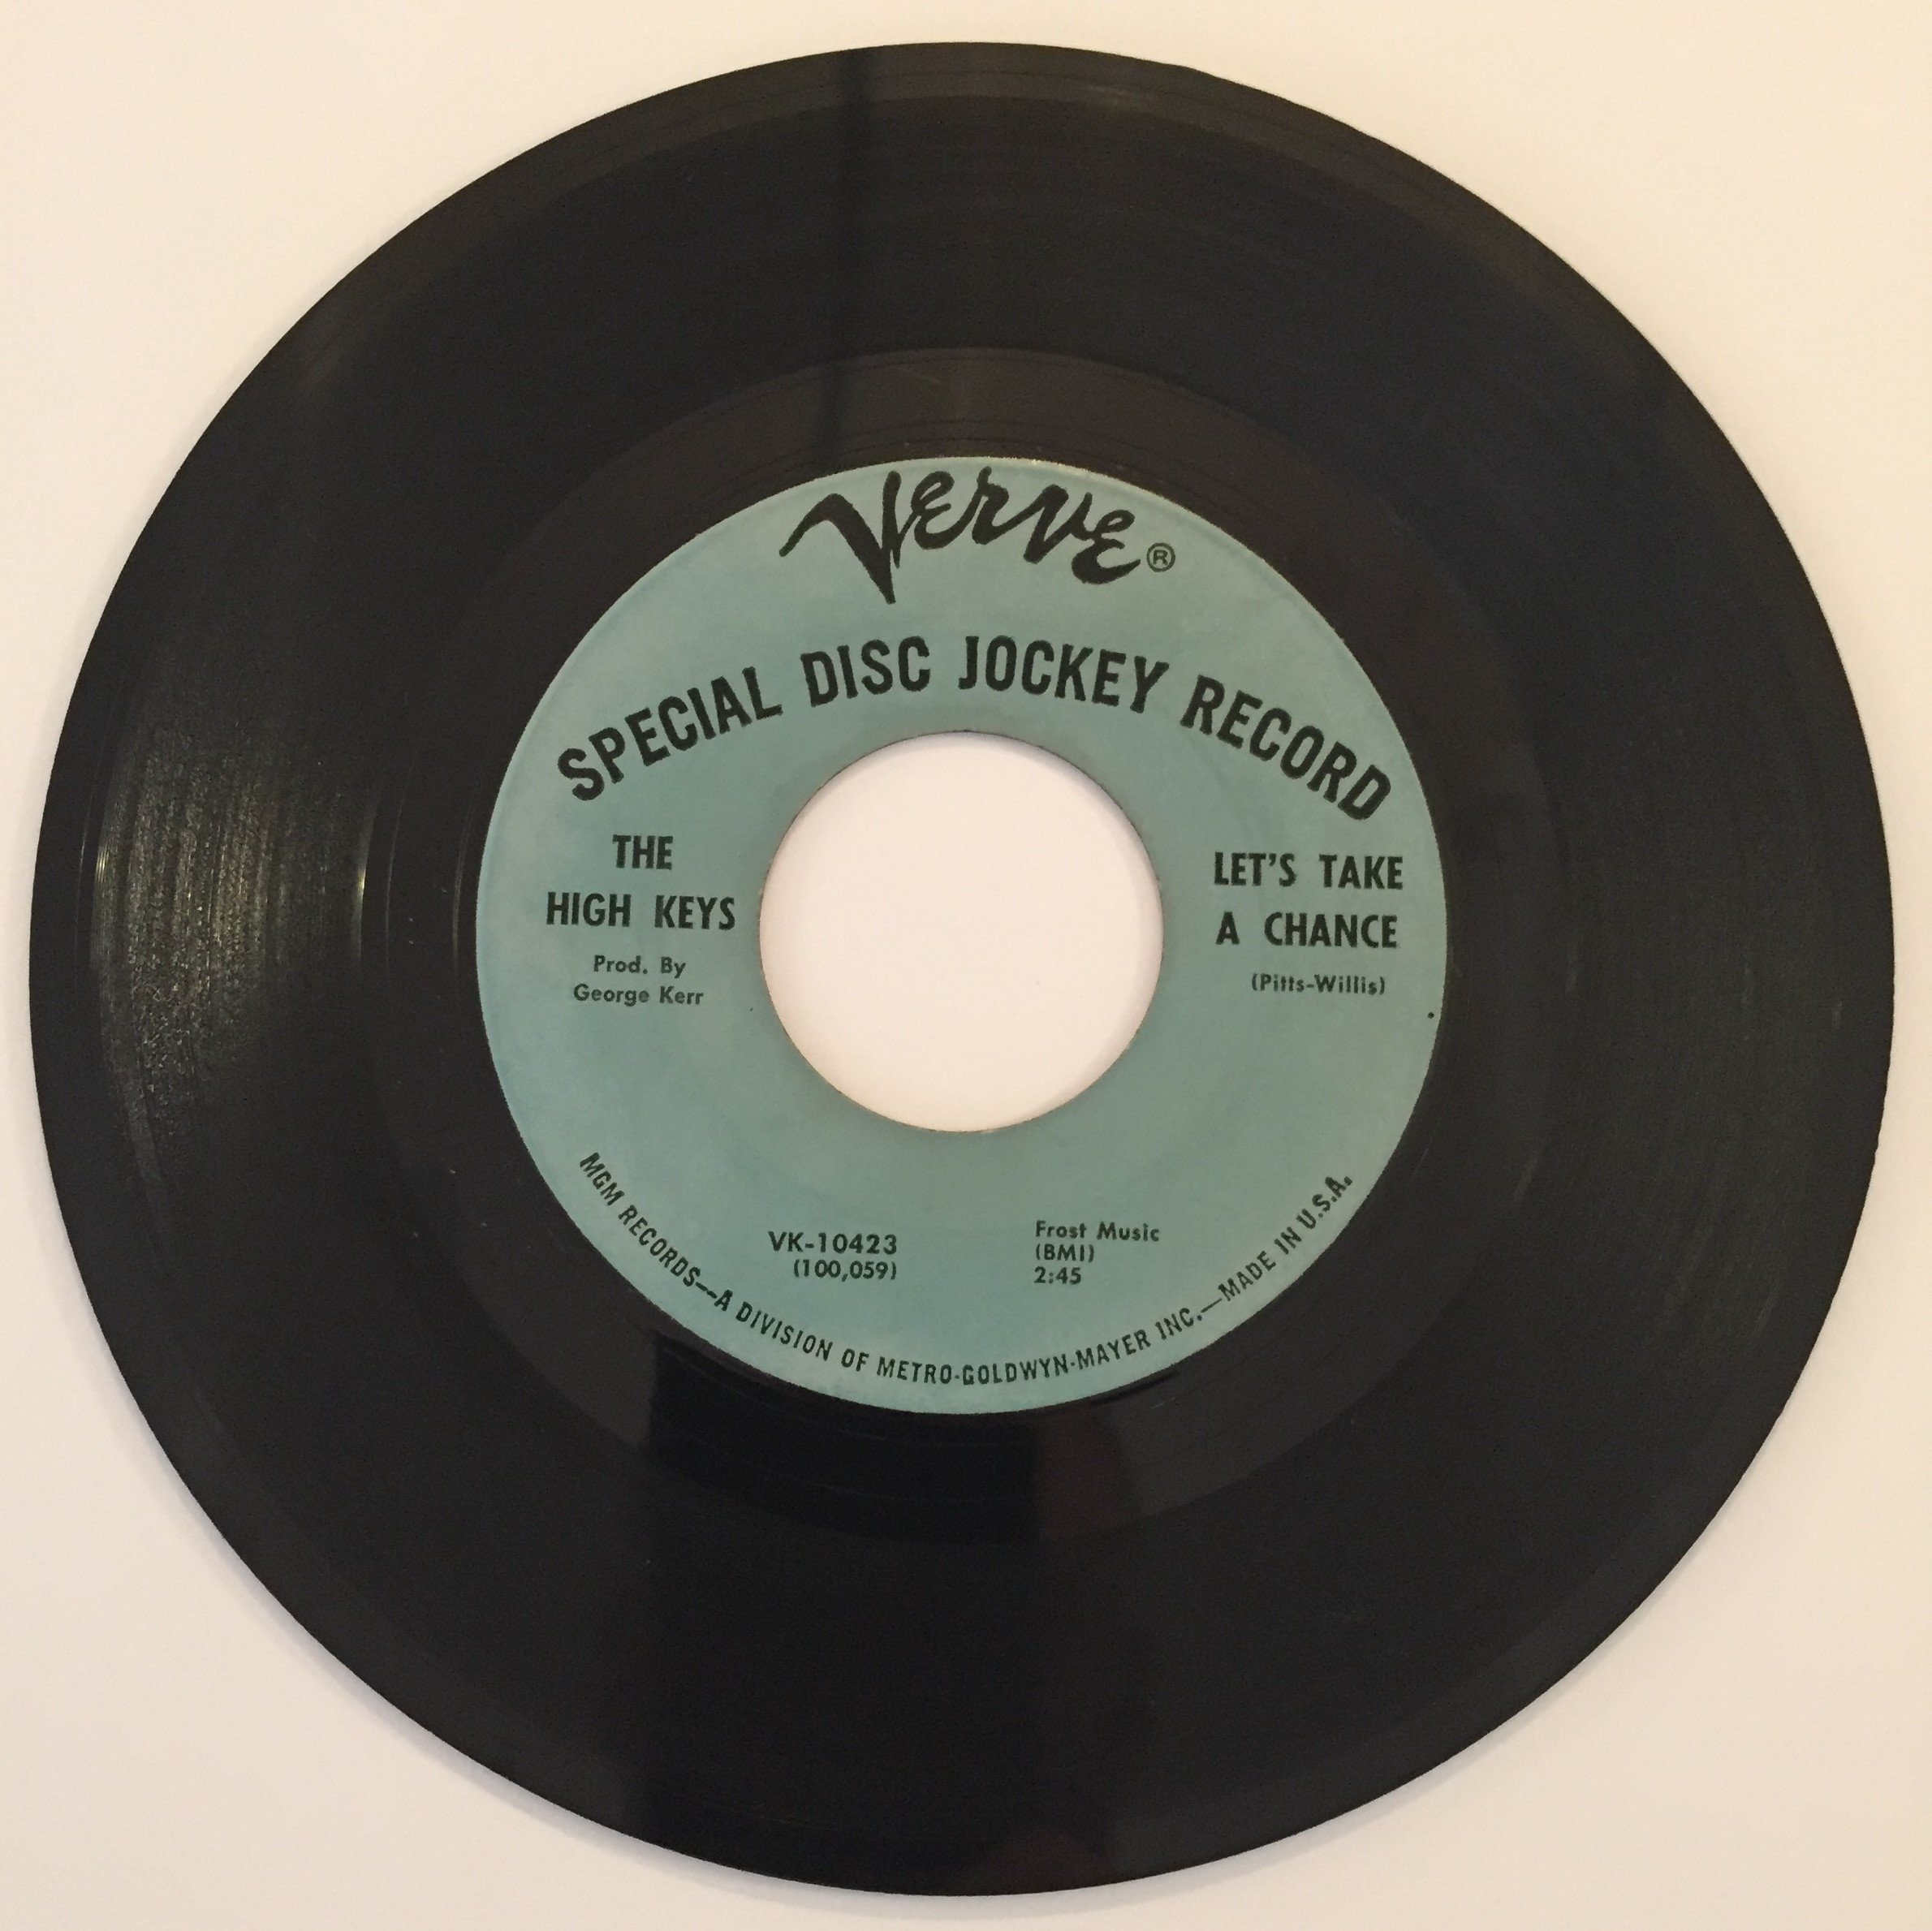 Verve®
SPECIAL DISC JOCKEY RECORD
THE
HIGH KEYS
Prod. By
George Kerr
LET'S TAKE
A CHANCE
(Pitts-Willis)
VK-10423
(100,059)
Frost Music
(BMI)
2:45
MGM RECORDS—A DIVISION OF METRO-GOLDWYN-MAYER INC.—MADE IN U.S.A.